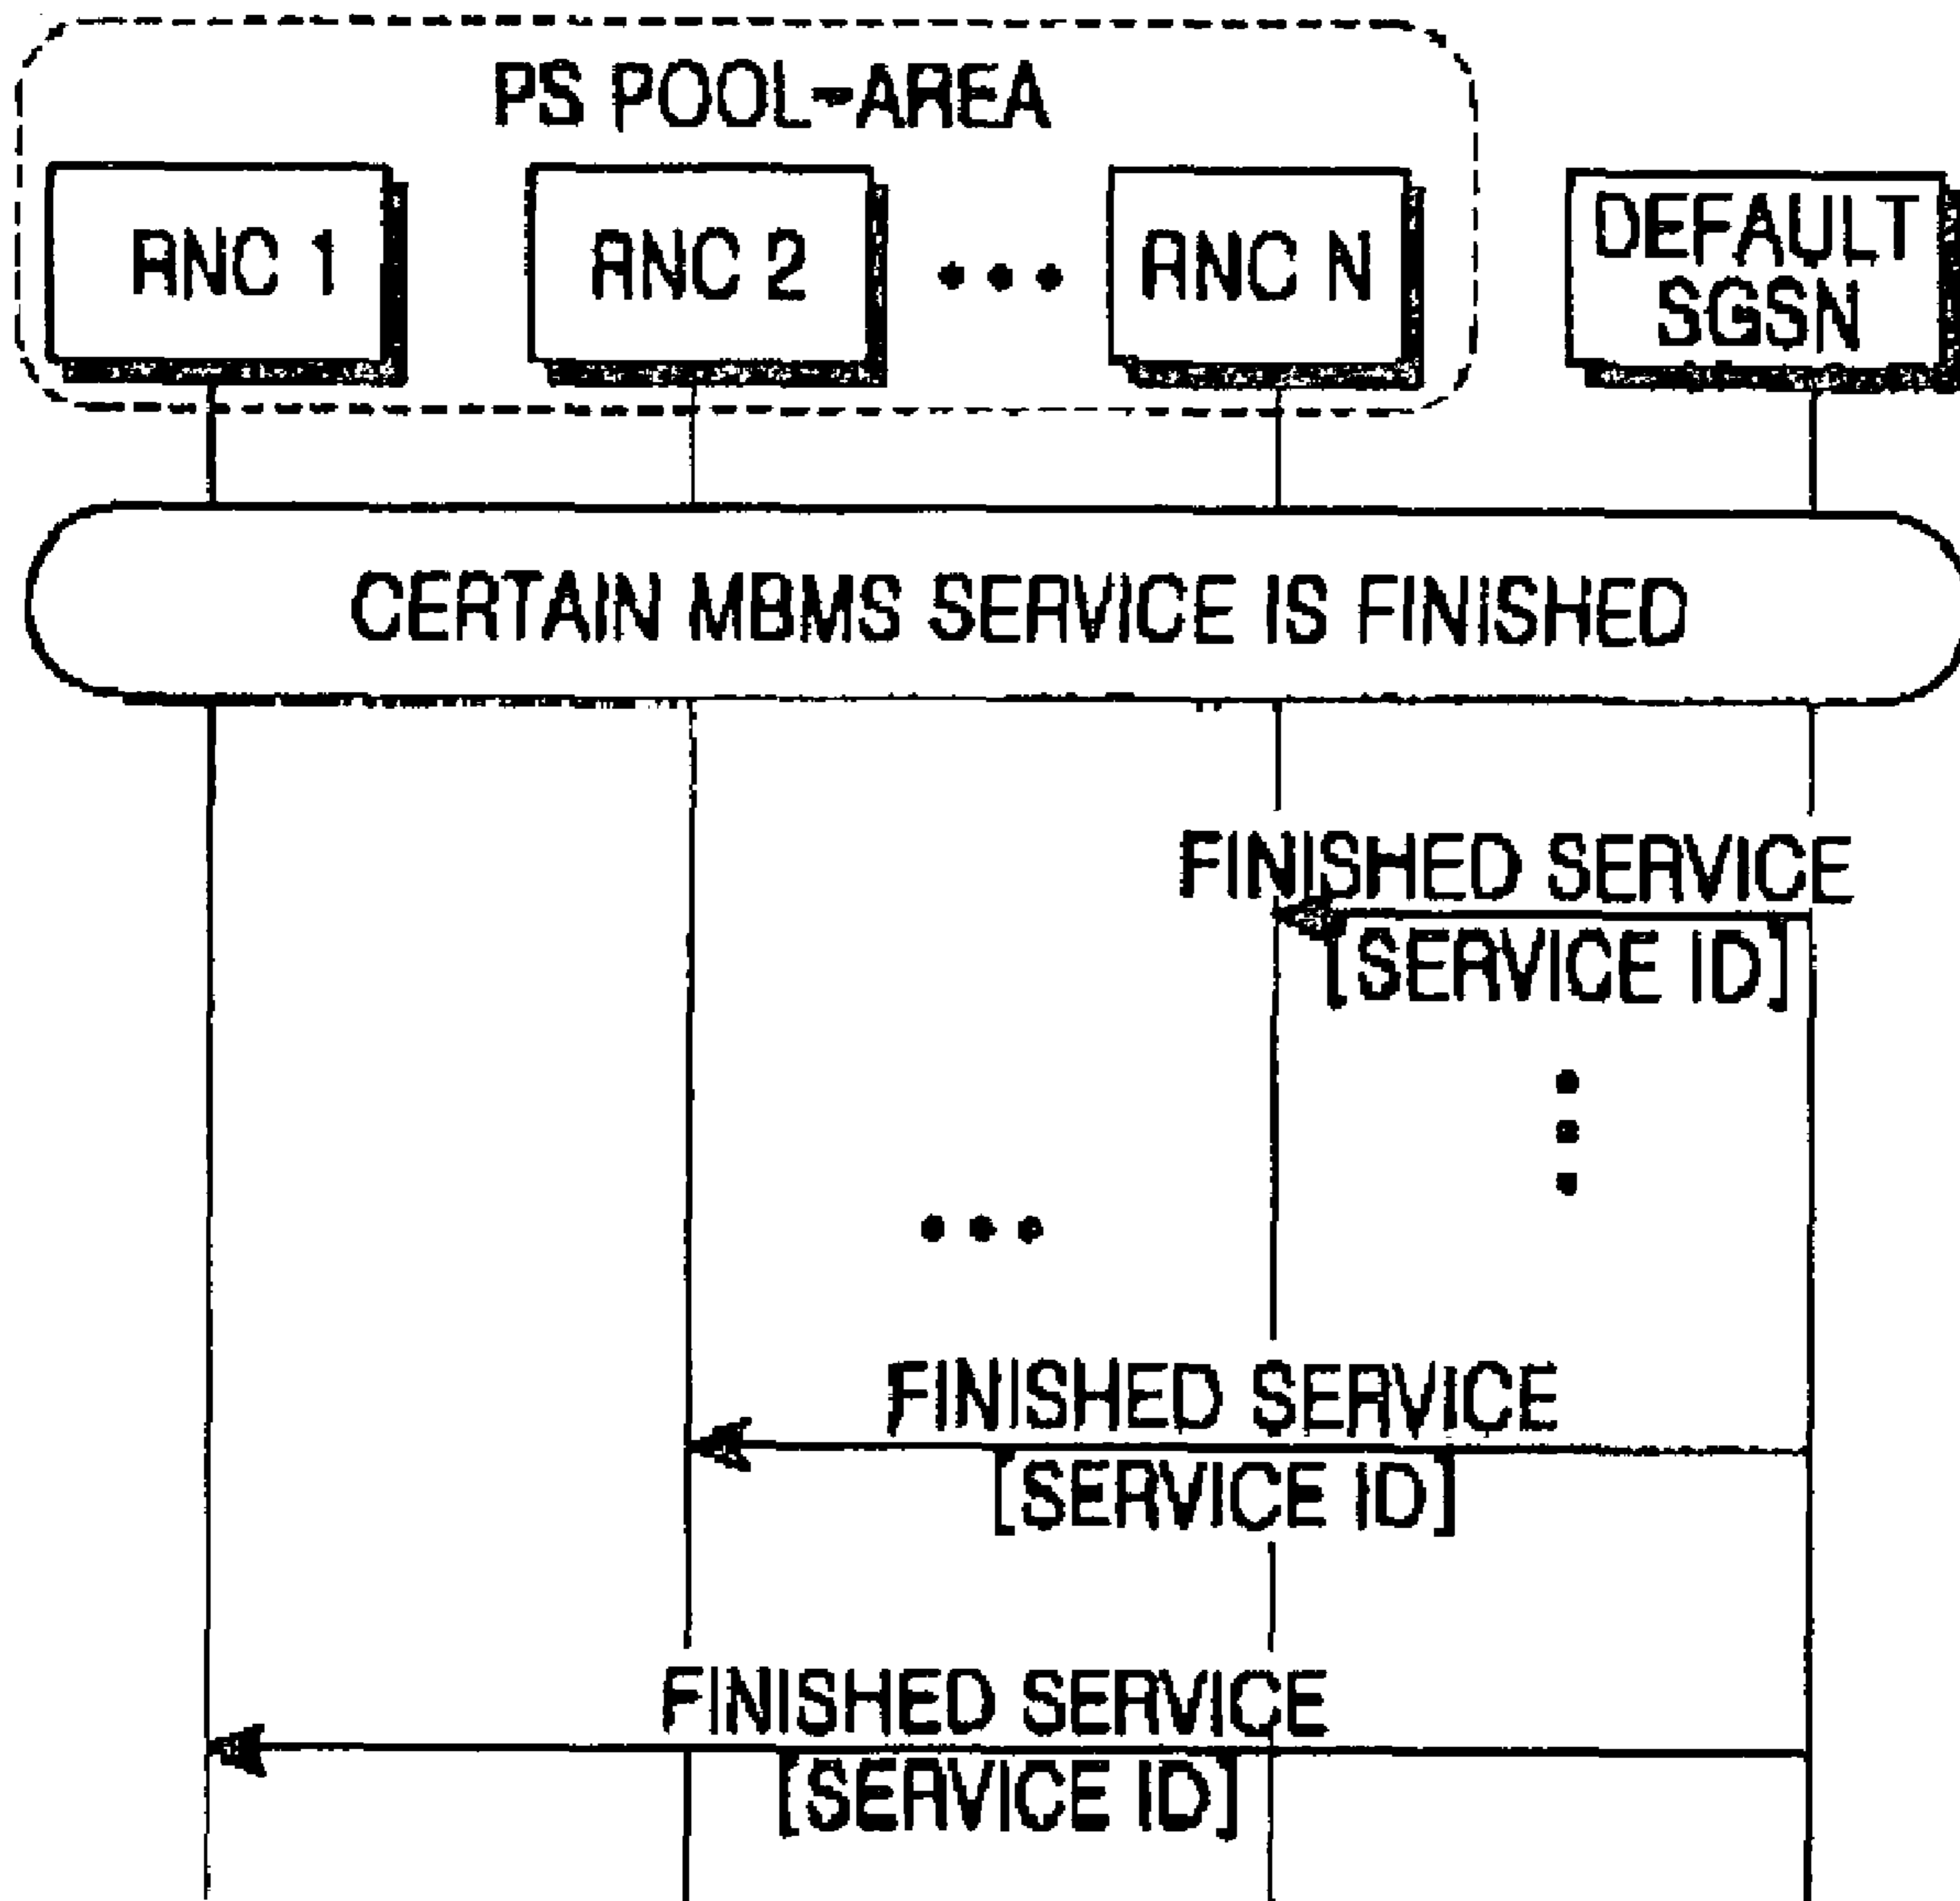 PS POOL-AREA
RNC 1
RNC 2
RNC N
DEFAULT
SGSN
CERTAIN MBMS SERVICE IS FINISHED
FINISHED SERVICE
[SERVICE ID]
FINISHED SERVICE
[SERVICE ID]
FINISHED SERVICE
[SERVICE ID]